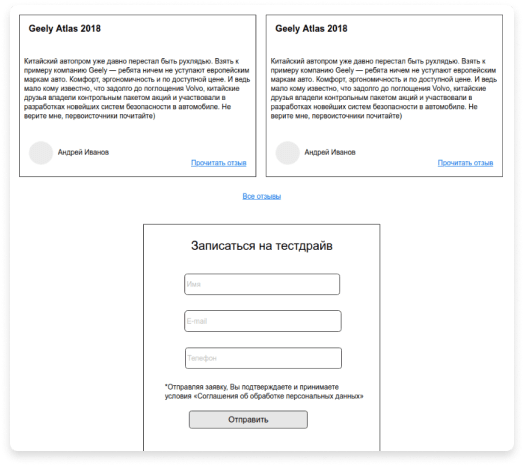 Geely Atlas 2018
Китайский автопром уже давно перестал быть рухлядью. Взять к
примеру компанию Geely — ребята ничем не уступают европейским
маркам авто. Комфорт, эргономичность и по доступной цене. И ведь
мало кому известно, что задолго до поглощения Volvo, китайские
друзья владели контрольным пакетом акций и участвовали в
разработках новейших систем безопасности в автомобиле. Не
верите мне, первоисточники почитайте)
Андрей Иванов
Прочитать отзыв
Geely Atlas 2018
Китайский автопром уже давно перестал быть рухлядью. Взять к
примеру компанию Geely — ребята ничем не уступают европейским
маркам авто. Комфорт, эргономичность и по доступной цене. И ведь
мало кому известно, что задолго до поглощения Volvo, китайские
друзья владели контрольным пакетом акций и участвовали в
разработках новейших систем безопасности в автомобиле. Не
верите мне, первоисточники почитайте)
Андрей Иванов
Прочитать отзыв
Все отзывы
Записаться на тестдрайв
Имя
E-mail
Телефон
*Отправляя заявку, Вы подтверждаете и принимаете
условия «Соглашения об обработке персональных данных»
Отправить